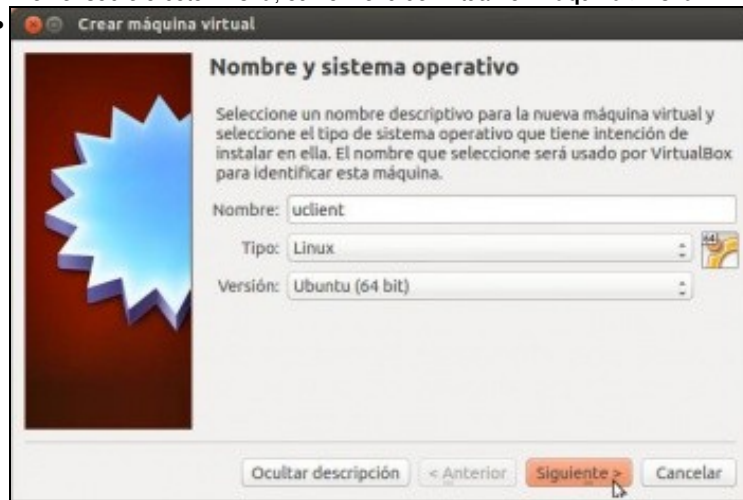 Crear máquina virtual
Nombre y sistema operativo
Seleccione un nombre descriptivo para la nueva máquina virtual y
seleccione el tipo de sistema operativo que tiene intención de
instalar en ella. El nombre que seleccione será usado por VirtualBox
para identificar esta máquina.
Nombre: uclient
Tipo: Linux
64
Versión: Ubuntu (64 bit)
Ocultar descripción < Anterior Siguiente > Cancelar